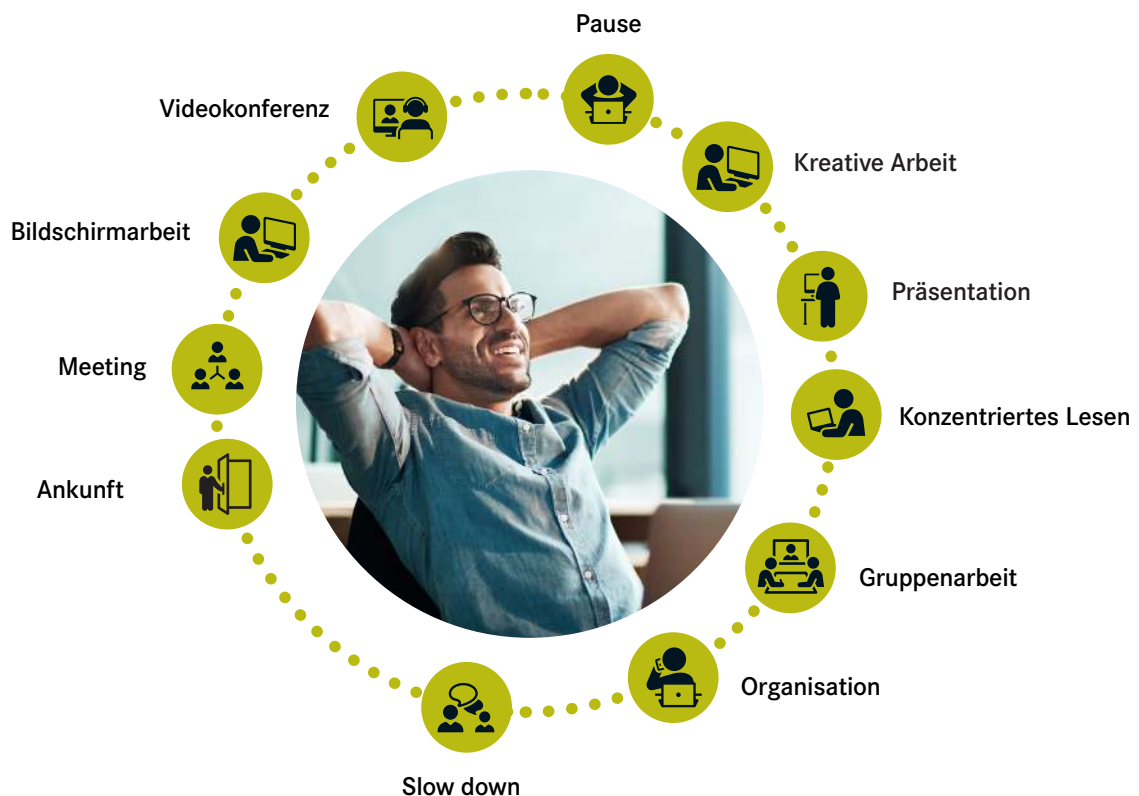 Pause
Videokonferenz
Kreative Arbeit
Bildschirmarbeit
Präsentation
Meeting
Konzentriertes Lesen
Ankunft
Gruppenarbeit
Organisation
Slow down